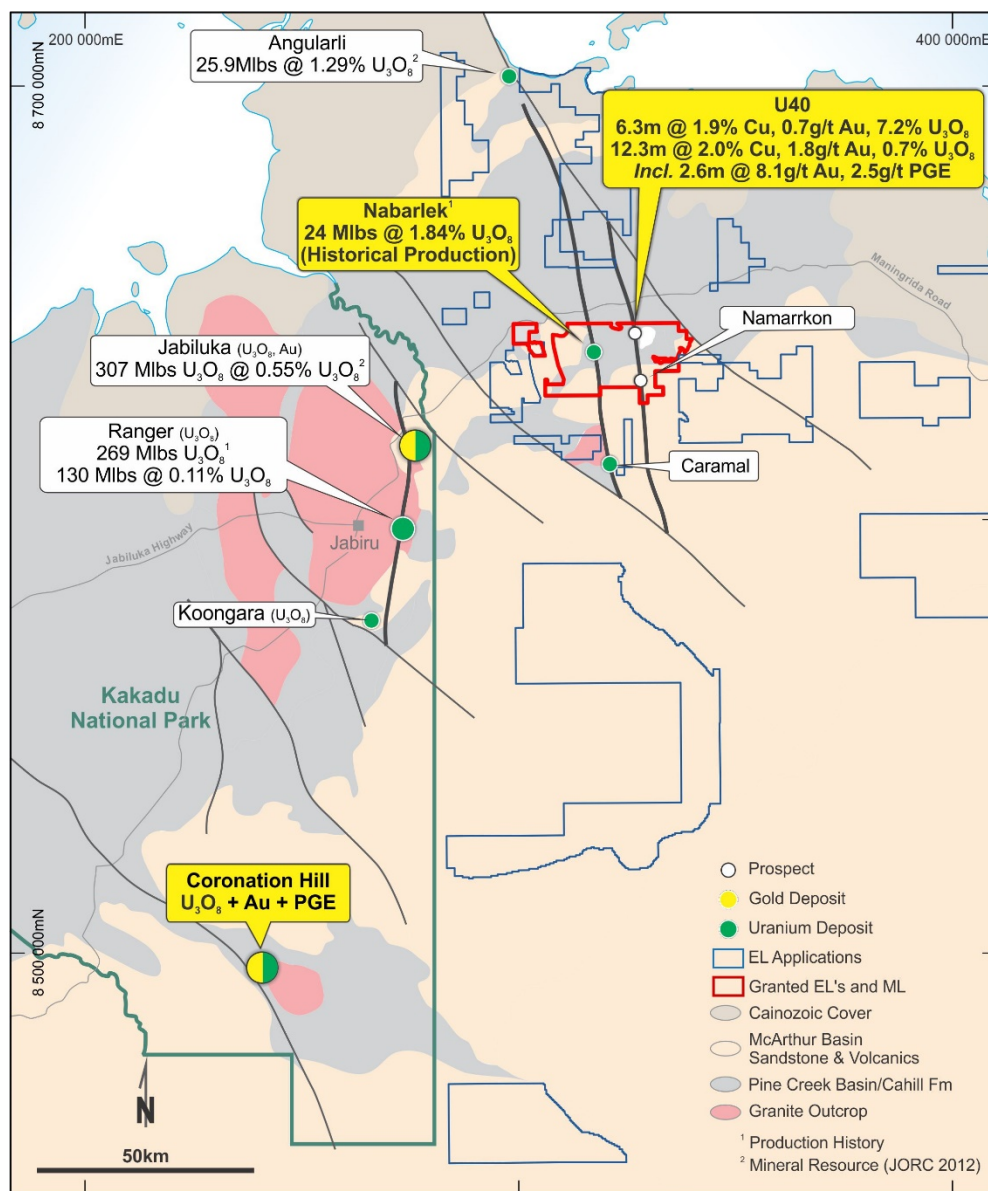 200 000mE
400 000mE
8 700 000mN
8 500 000mN
Angularli
25.9Mlbs @ 1.29% U₃O₈²
U40
6.3m @ 1.9% Cu, 0.7g/t Au, 7.2% U₃O₈
12.3m @ 2.0% Cu, 1.8g/t Au, 0.7% U₃O₈
Incl. 2.6m @ 8.1g/t Au, 2.5g/t PGE
Nabarlek¹
24 Mlbs @ 1.84% U₃O₈
(Historical Production)
Maningrida Road
Namarrkon
Jabiluka (U₃O₈, Au)
307 Mlbs U₃O₈ @ 0.55% U₃O₈²
Ranger (U₃O₈)
269 Mlbs U₃O₈¹
130 Mlbs @ 0.11% U₃O₈
Caramal
Jabiru
Jabiluka Highway
Koongara (U₃O₈)
Kakadu
National Park
Coronation Hill
U₃O₈ + Au + PGE
N
50km
Prospect
Gold Deposit
Uranium Deposit
EL Applications
Granted EL's and ML
Cainozoic Cover
McArthur Basin
Sandstone & Volcanics
Pine Creek Basin/Cahill Fm
Granite Outcrop
¹ Production History
² Mineral Resource (JORC 2012)